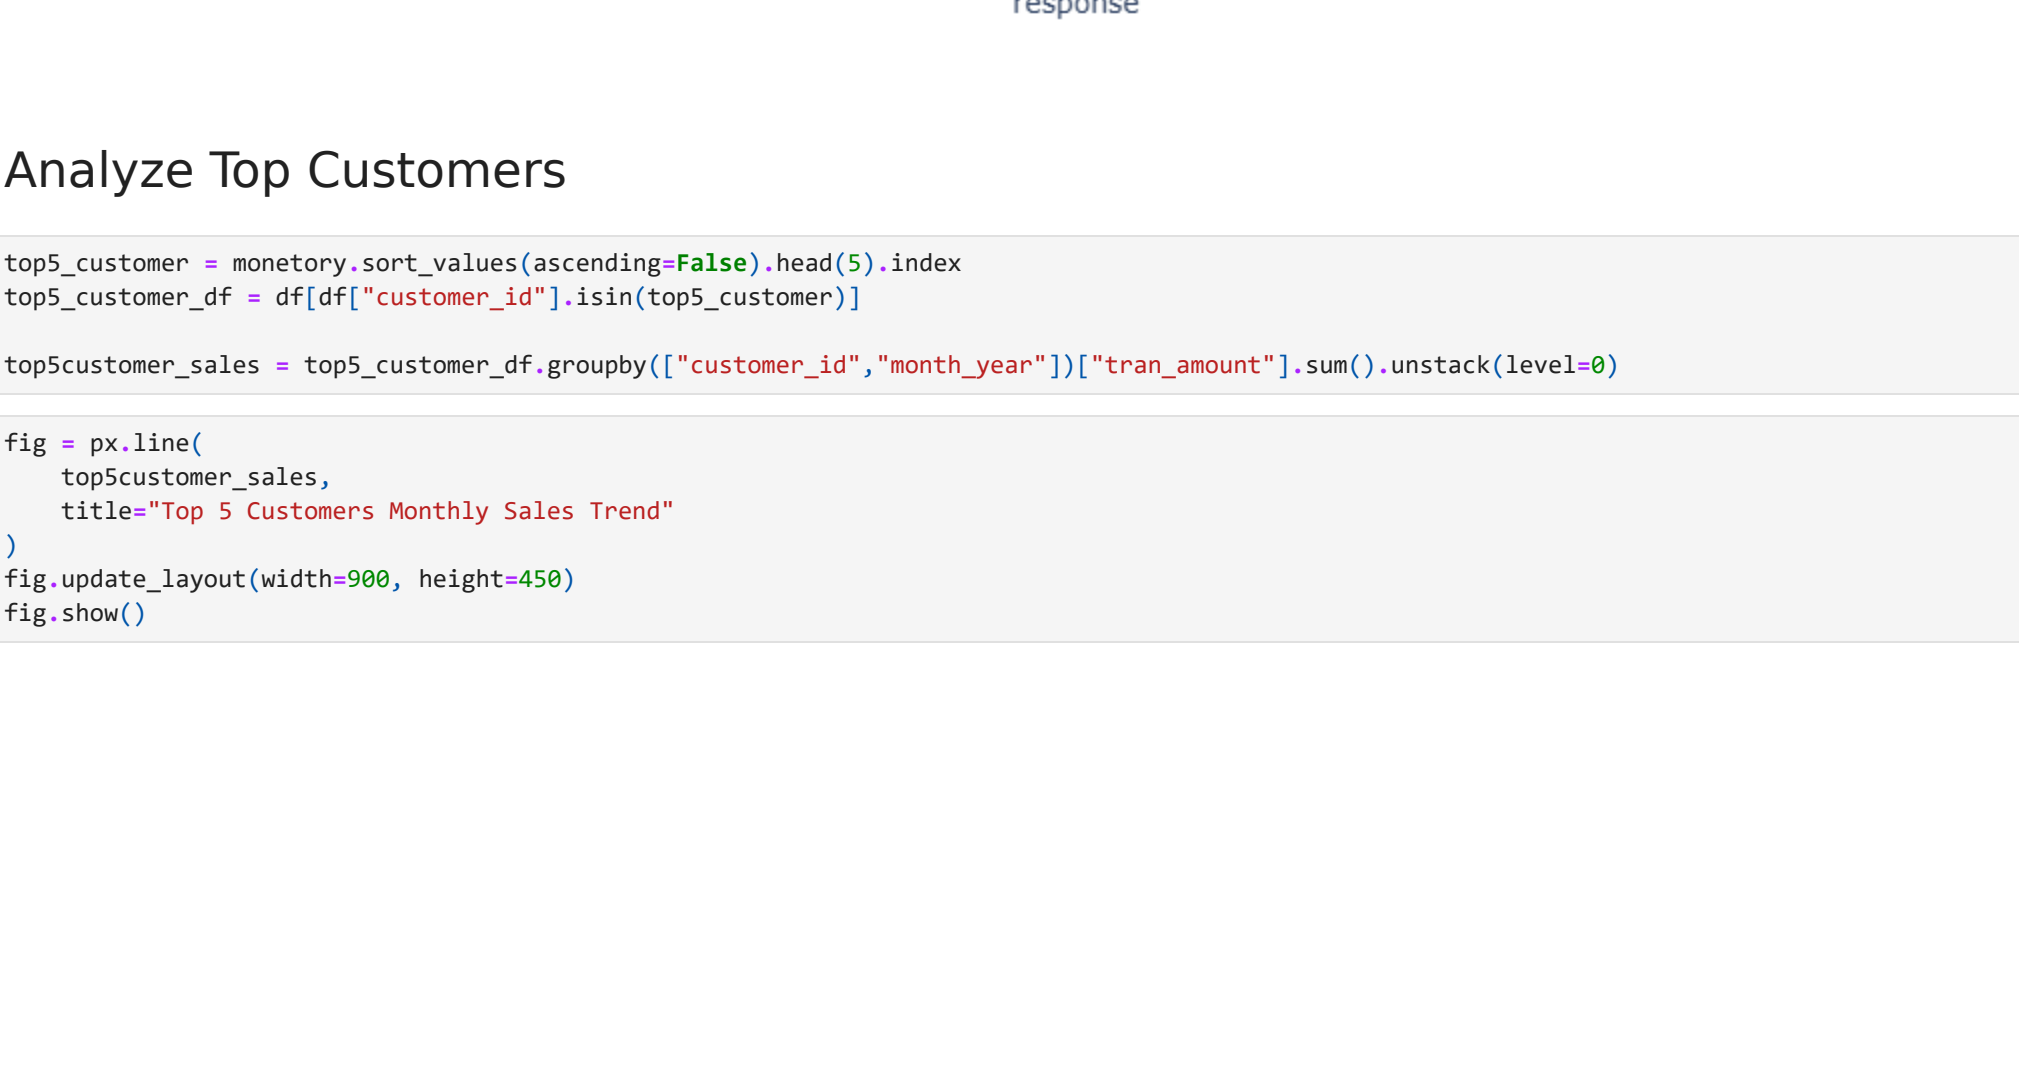 response
Analyze Top Customers
top5_customer = monetory.sort_values(ascending=False).head(5).index
top5_customer_df = df[df["customer_id"].isin(top5_customer)]
top5customer_sales = top5_customer_df.groupby(["customer_id","month_year"])["tran_amount"].sum().unstack(level=0)
fig = px.line(
    top5customer_sales,
    title="Top 5 Customers Monthly Sales Trend"
)
fig.update_layout(width=900, height=450)
fig.show()